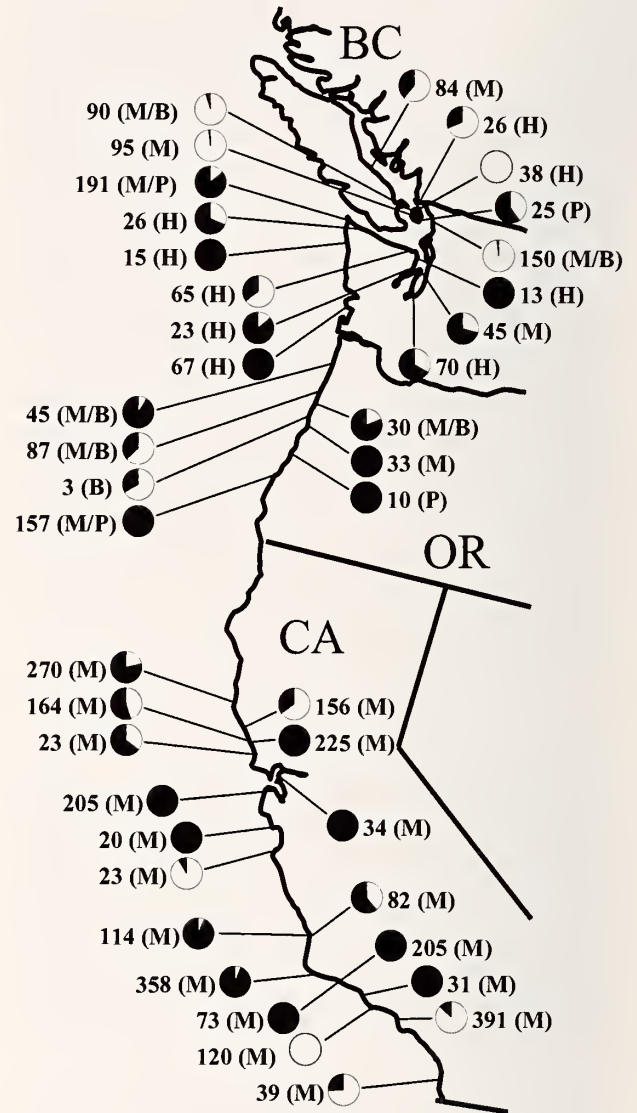 BC
84 (M)
90 (M/B)
26 (H)
95 (M)
38 (H)
191 (M/P)
25 (P)
26 (H)
15 (H)
150 (M/B)
65 (H)
13 (H)
23 (H)
45 (M)
67 (H)
70 (H)
45 (M/B)
30 (M/B)
87 (M/B)
33 (M)
3 (B)
10 (P)
157 (M/P)
OR
CA
270 (M)
164 (M)
156 (M)
23 (M)
225 (M)
205 (M)
34 (M)
20 (M)
23 (M)
82 (M)
114 (M)
205 (M)
358 (M)
31 (M)
73 (M)
391 (M)
120 (M)
39 (M)